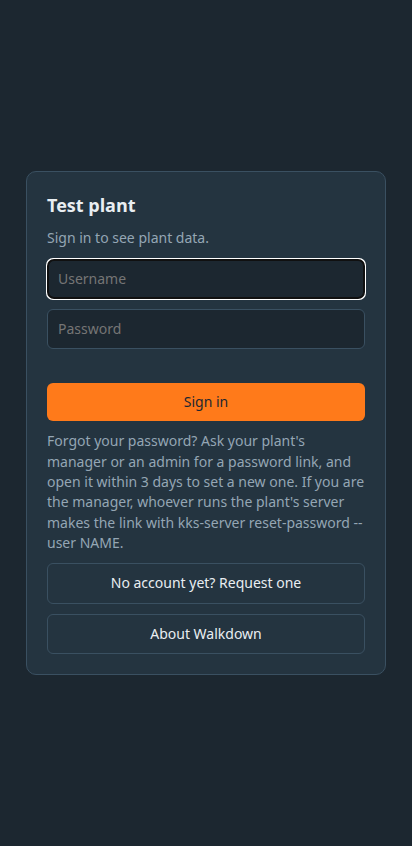 Test plant
Sign in to see plant data.
Username
Password
Sign in
Forgot your password? Ask your plant's
manager or an admin for a password link, and
open it within 3 days to set a new one. If you are
the manager, whoever runs the plant's server
makes the link with kks-server reset-password --
user NAME.
No account yet? Request one
About Walkdown